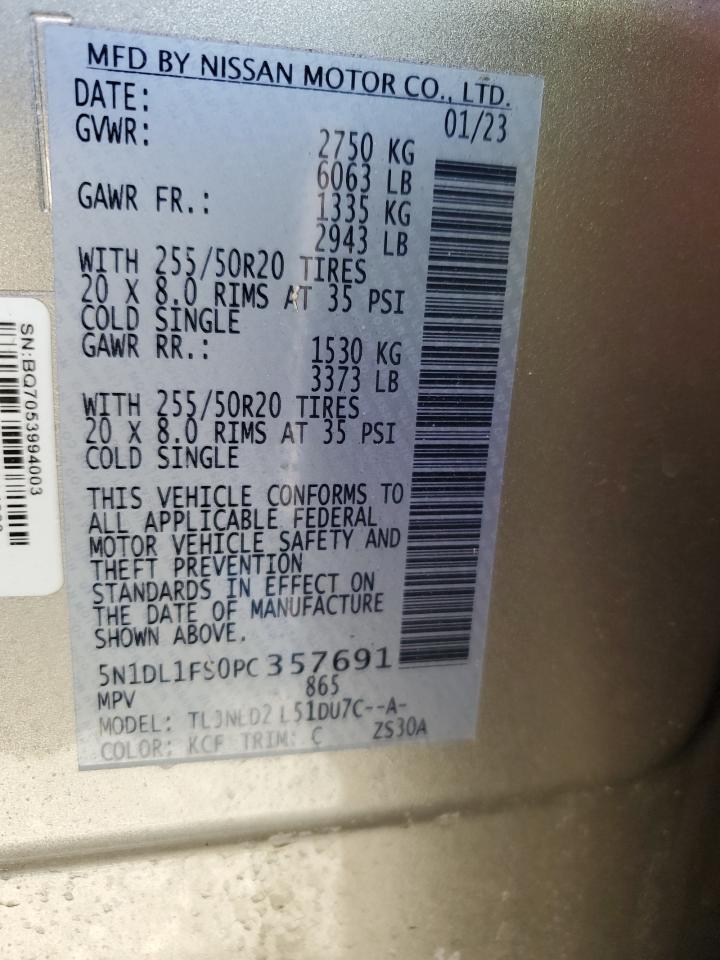 MFD BY NISSAN MOTOR CO., LTD.
DATE: 01/23
GVWR: 2750 KG
6063 LB
GAWR FR.: 1335 KG
2943 LB
WITH 255/50R20 TIRES
20 X 8.0 RIMS AT 35 PSI
COLD SINGLE
GAWR RR.: 1530 KG
3373 LB
WITH 255/50R20 TIRES
20 X 8.0 RIMS AT 35 PSI
COLD SINGLE
THIS VEHICLE CONFORMS TO
ALL APPLICABLE FEDERAL
MOTOR VEHICLE SAFETY AND
THEFT PREVENTION
STANDARDS IN EFFECT ON
THE DATE OF MANUFACTURE
SHOWN ABOVE.
5N1DL1FS0PC357691
MPV 865
MODEL: L51DU7C--A-
COLOR: KCF TRIM: C ZS30A
SN:BQ7053994003